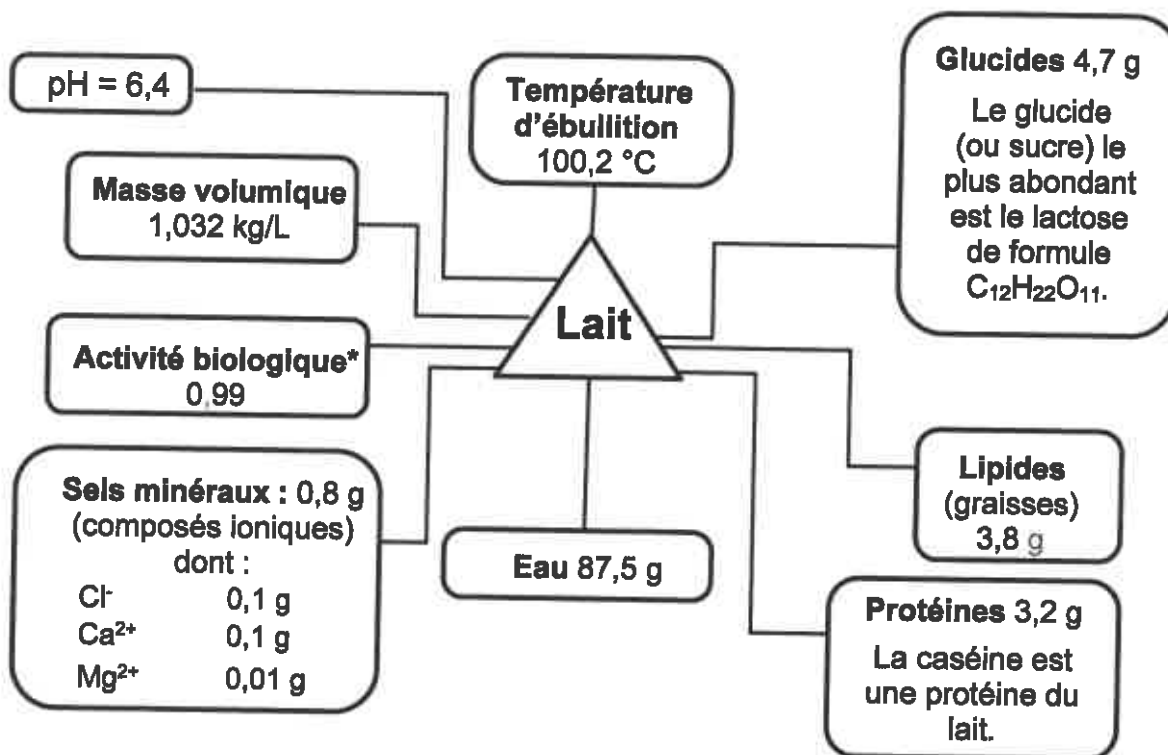 pH = 6,4
Température
d'ébullition
100,2 °C
Glucides 4,7 g
Le glucide
(ou sucre) le
plus abondant
est le lactose
de formule
C₁₂H₂₂O₁₁.
Masse volumique
1,032 kg/L
Lait
Activité biologique*
0,99
Sels minéraux : 0,8 g
(composés ioniques)
dont :
Cl⁻ 0,1 g
Ca²⁺ 0,1 g
Mg²⁺ 0,01 g
Eau 87,5 g
Lipides
(graisses)
3,8 g
Protéines 3,2 g
La caséine est
une protéine du
lait.